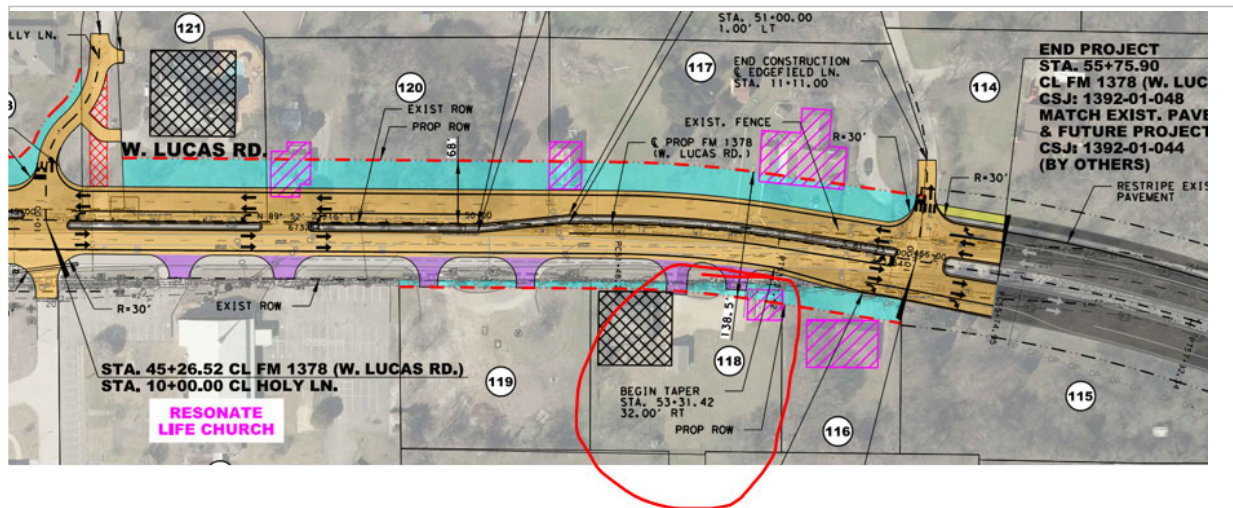 STA. 51+00.00
1.00' LT
121
LLY LN.
120
EXIST ROW
PROP ROW
W. LUCAS RD.
68'
117
END CONSTRUCTION
℄ EDGEFIELD LN.
STA. 11+11.00
EXIST. FENCE
℄ PROP FM 1378
(W. LUCAS RD.)
R=30'
114
END PROJECT
STA. 55+75.90
CL FM 1378 (W. LUC
CSJ: 1392-01-048
MATCH EXIST. PAVE
& FUTURE PROJECT
CSJ: 1392-01-044
(BY OTHERS)
R=30'
RESTRIPE EXIS
PAVEMENT
10+00
R=30'
EXIST ROW
STA. 45+26.52 CL FM 1378 (W. LUCAS RD.)
STA. 10+00.00 CL HOLY LN.
RESONATE
LIFE CHURCH
119
138.5'
118
BEGIN TAPER
STA. 53+31.42
32.00' RT
PROP ROW
116
115